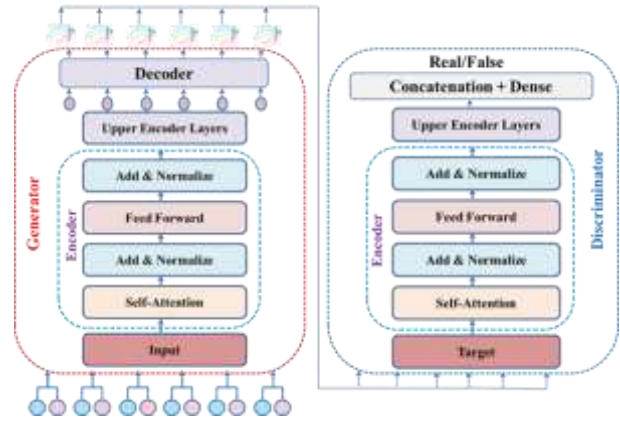 Decoder
Upper Encoder Layers
Add & Normalize
Feed Forward
Add & Normalize
Self-Attention
Input
Encoder
Generator
Real/False
Concatenation + Dense
Upper Encoder Layers
Add & Normalize
Feed Forward
Add & Normalize
Self-Attention
Target
Encoder
Discriminator